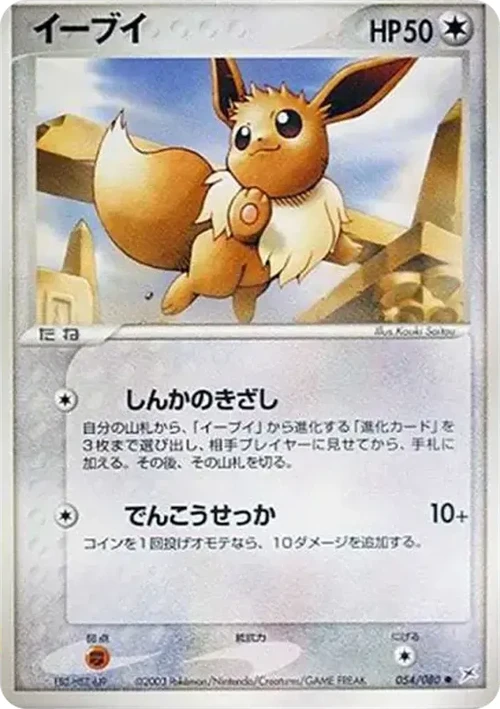 イーブイ HP50
たね Illus. Kouki Saitou
しんかのきざし
自分の山札から、「イーブイ」から進化する「進化カード」を
3枚まで選び出し、相手プレイヤーに見せてから、手札に
加える。その後、その山札を切る。
でんこうせっか 10+
コインを1回投げオモテなら、10ダメージを追加する。
弱点 抵抗力 にげる
©2003 Pokémon/Nintendo/Creatures/GAME FREAK. 054/080 ●